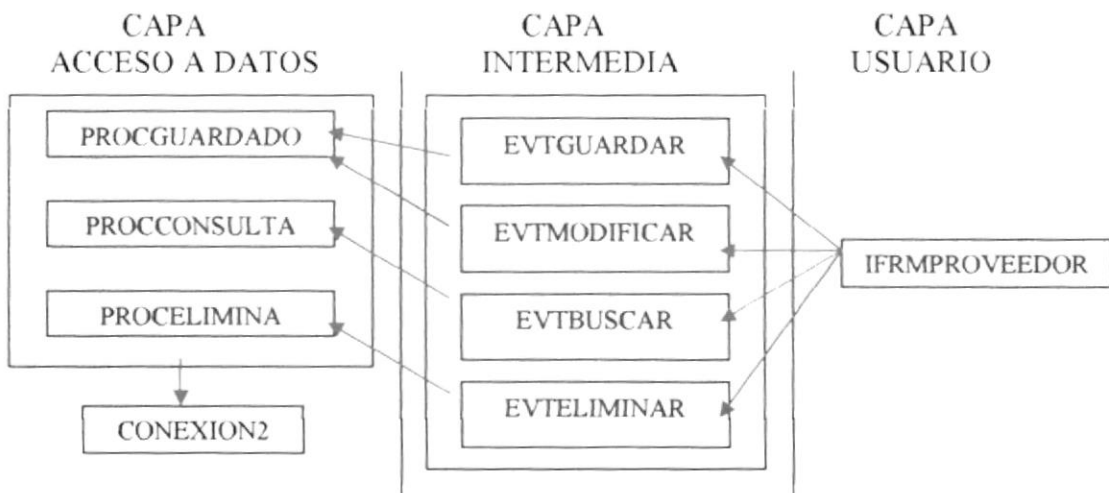 CAPA
ACCESO A DATOS
PROCGUARDADO
PROCCONSULTA
PROCELIMINA
CONEXION2
CAPA
INTERMEDIA
EVTGUARDAR
EVTMODIFICAR
EVTBUSCAR
EVTELIMINAR
CAPA
USUARIO
IFRMPROVEEDOR